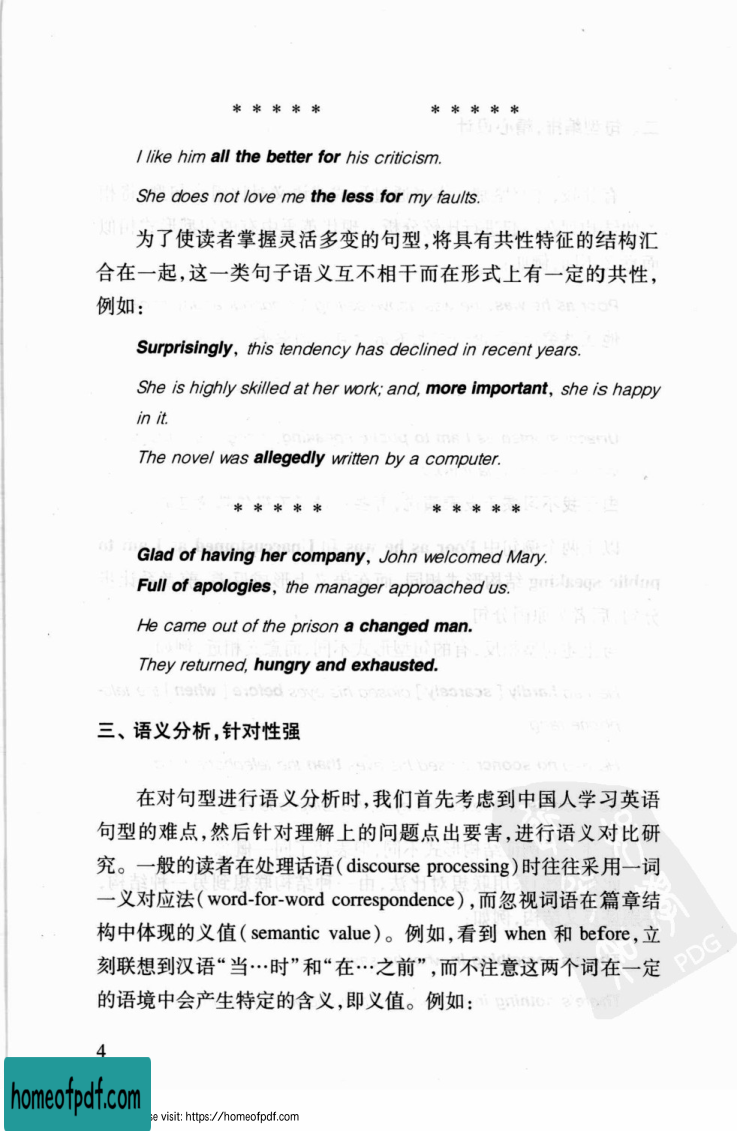 * * * * * * * * * *
I like him all the better for his criticism.
She does not love me the less for my faults.
为了使读者掌握灵活多变的句型,将具有共性特征的结构汇
合在一起,这一类句子语义互不相干而在形式上有一定的共性,
例如:
Surprisingly, this tendency has declined in recent years.
She is highly skilled at her work; and, more important, she is happy
in it.
The novel was allegedly written by a computer.
* * * * * * * * * *
Glad of having her company, John welcomed Mary.
Full of apologies, the manager approached us.
He came out of the prison a changed man.
They returned, hungry and exhausted.
三、语义分析,针对性强
在对句型进行语义分析时,我们首先考虑到中国人学习英语
句型的难点,然后针对理解上的问题点出要害,进行语义对比研
究。一般的读者在处理话语(discourse processing)时往往采用一词
一义对应法(word-for-word correspondence),而忽视词语在篇章结
构中体现的义值(semantic value)。例如,看到 when 和 before,立
刻联想到汉语“当…时”和“在…之前”,而不注意这两个词在一定
的语境中会产生特定的含义,即义值。例如:
PDG
4
homeofpdf.com
se visit: https://homeofpdf.com